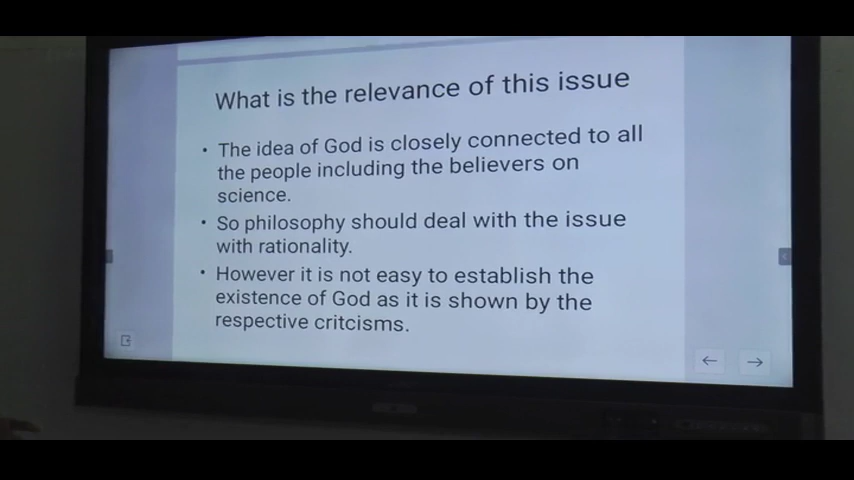 What is the relevance of this issue
• The idea of God is closely connected to all
the people including the believers on
science.
• So philosophy should deal with the issue
with rationality.
• However it is not easy to establish the
existence of God as it is shown by the
respective critcisms.